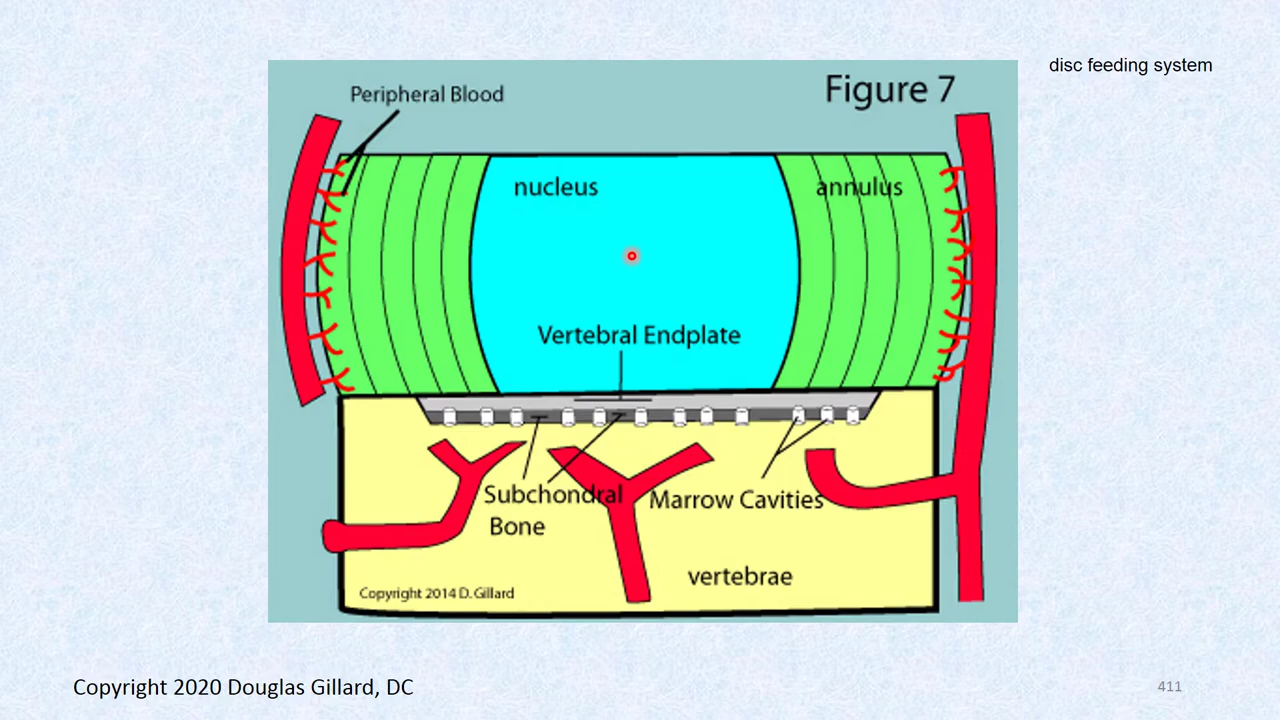 disc feeding system
Figure 7
Peripheral Blood
nucleus
annulus
Vertebral Endplate
Subchondral
Bone
Marrow Cavities
vertebrae
Copyright 2014 D. Gillard
Copyright 2020 Douglas Gillard, DC
411